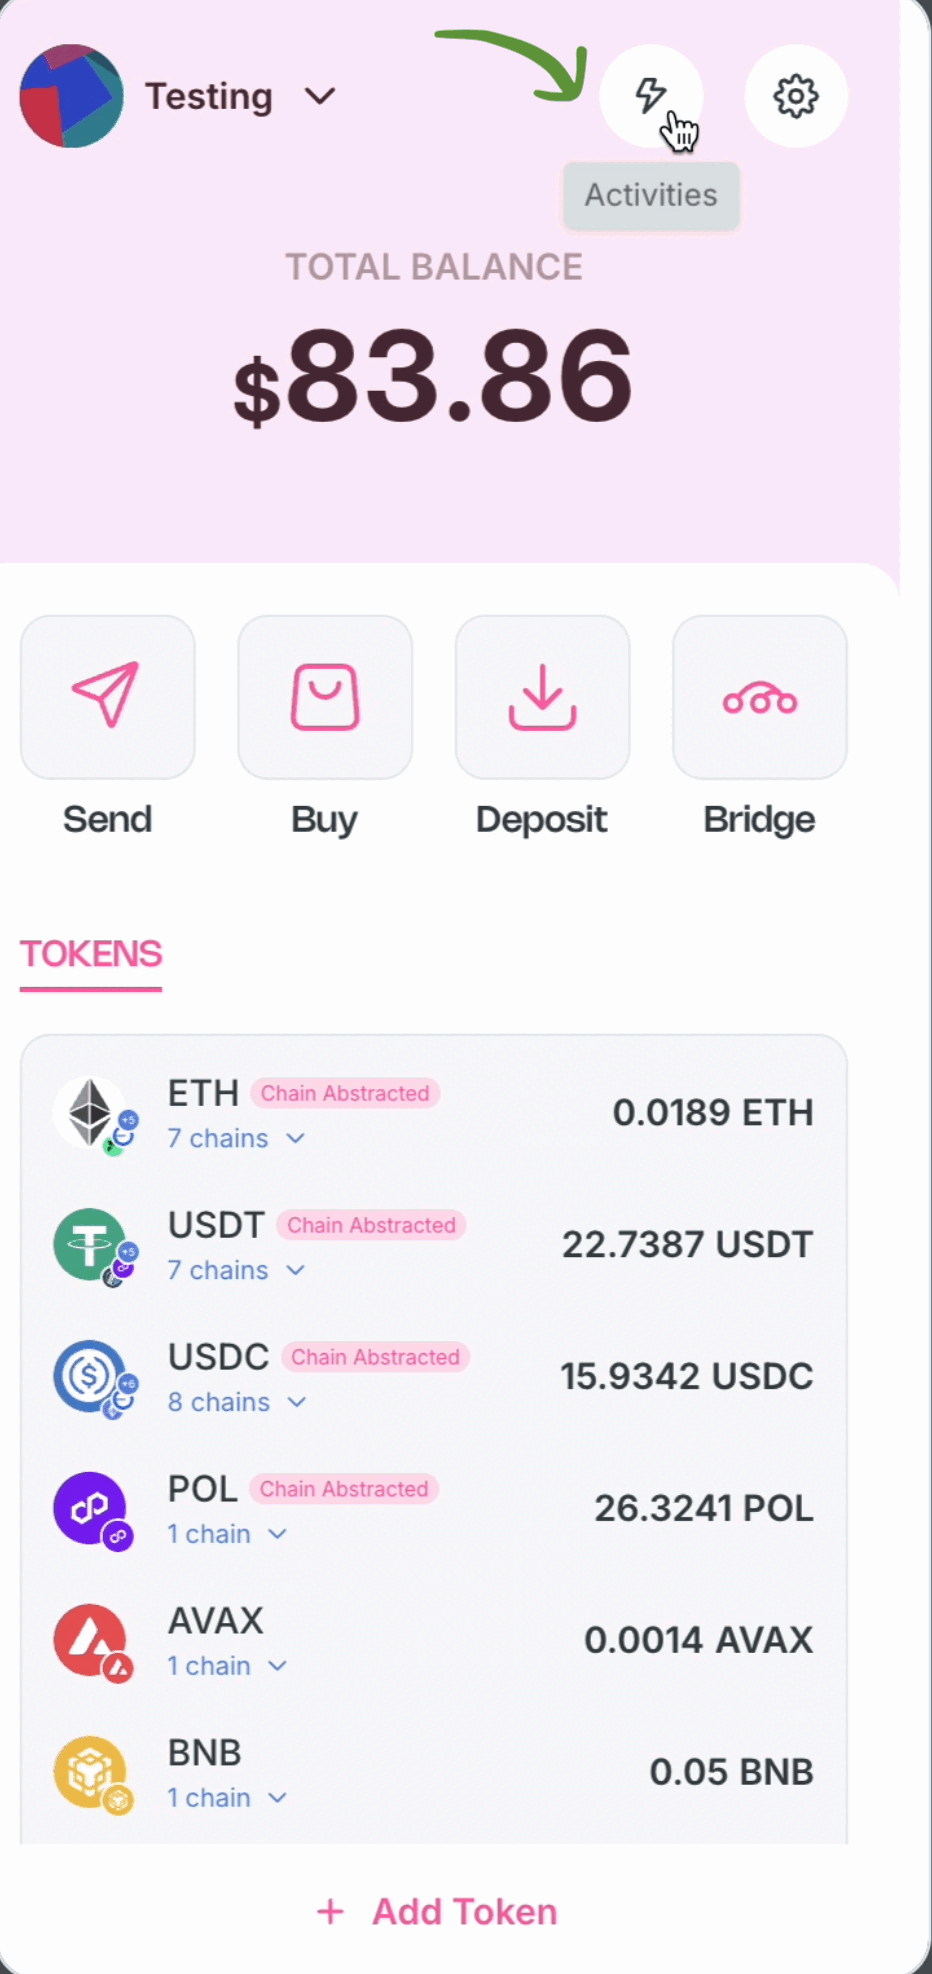 Testing
Activities
TOTAL BALANCE
$83.86
Send
Buy
Deposit
Bridge
TOKENS
ETH Chain Abstracted
7 chains
0.0189 ETH
+5
USDT Chain Abstracted
7 chains
22.7387 USDT
+5
USDC Chain Abstracted
8 chains
15.9342 USDC
+6
POL Chain Abstracted
1 chain
26.3241 POL
AVAX
1 chain
0.0014 AVAX
BNB
1 chain
0.05 BNB
+ Add Token